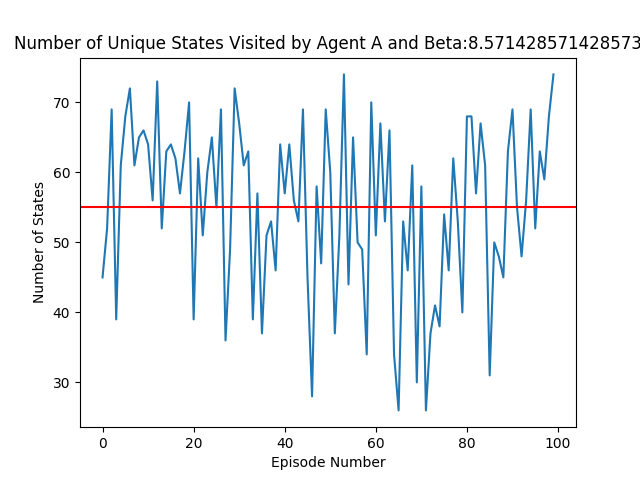 Number of Unique States Visited by Agent A and Beta:8.571428571428573
70
60
50
40
30
Number of States
0 20 40 60 80 100
Episode Number